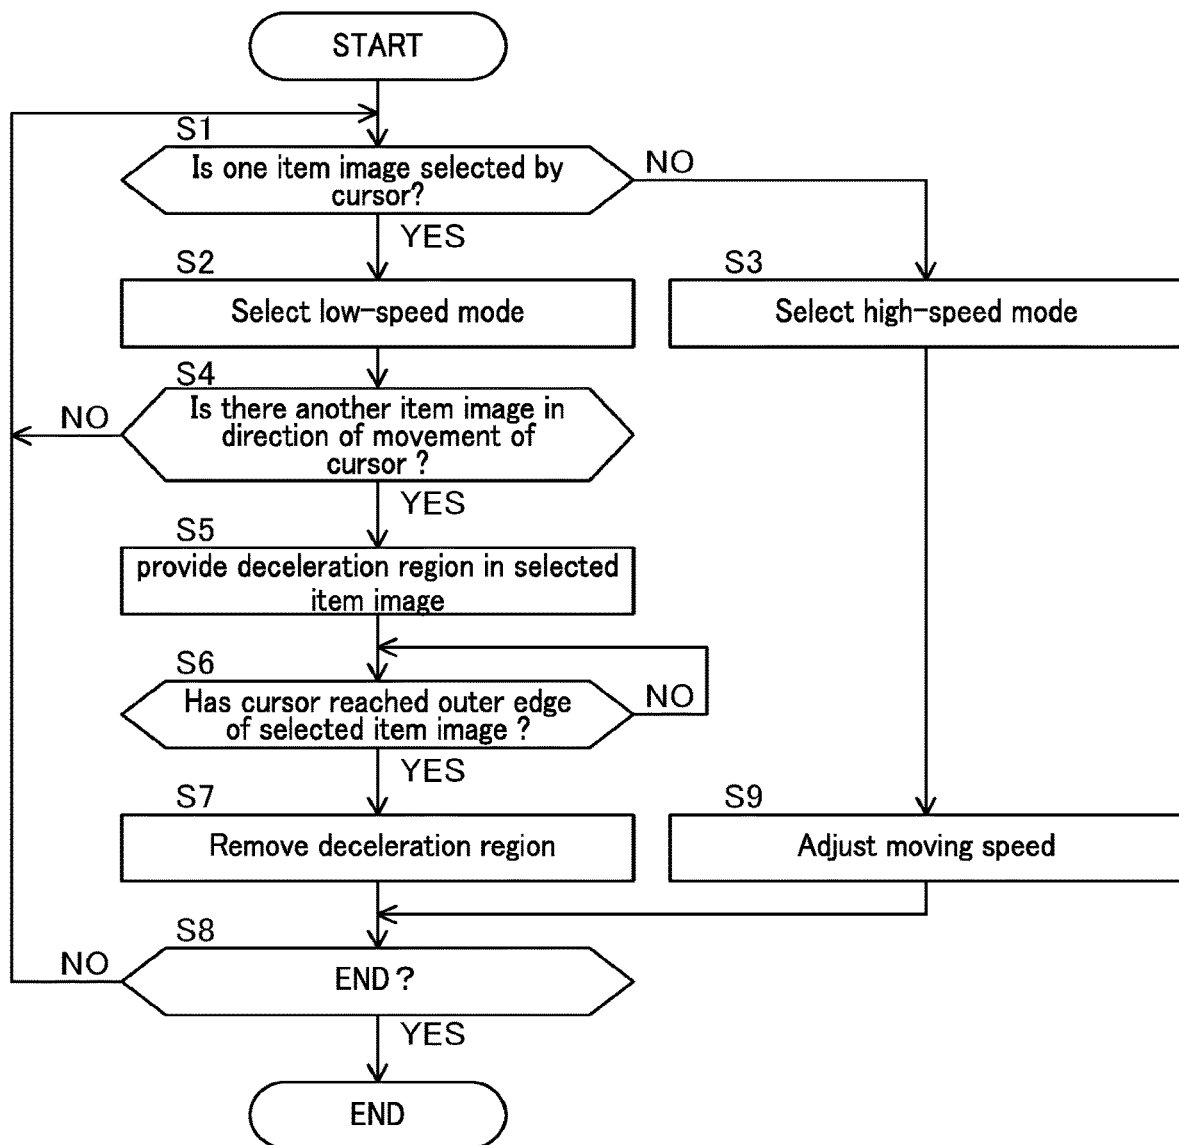 START
S1
Is one item image selected by
cursor?
NO
YES
S2
Select low-speed mode
S3
Select high-speed mode
S4
Is there another item image in
direction of movement of
cursor ?
NO
YES
S5
provide deceleration region in selected
item image
S6
Has cursor reached outer edge
of selected item image ?
NO
YES
S7
Remove deceleration region
S9
Adjust moving speed
S8
END ?
NO
YES
END